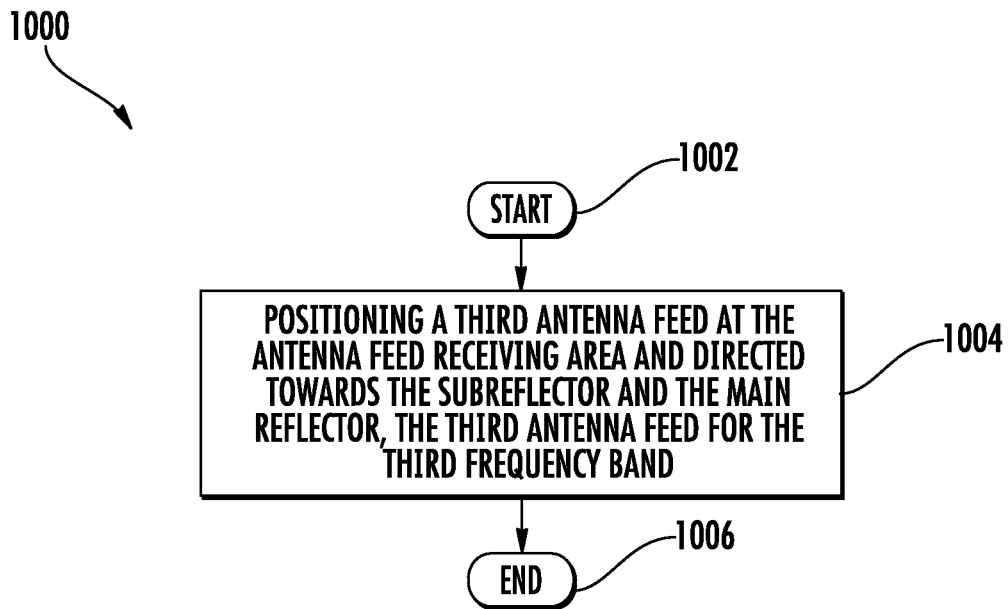 1000
1002
START
POSITIONING A THIRD ANTENNA FEED AT THE
ANTENNA FEED RECEIVING AREA AND DIRECTED
TOWARDS THE SUBREFLECTOR AND THE MAIN
REFLECTOR, THE THIRD ANTENNA FEED FOR THE
THIRD FREQUENCY BAND
1004
1006
END